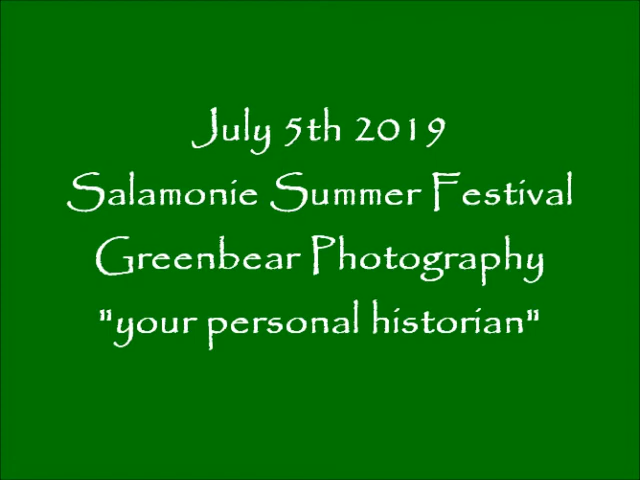 July 5th 2019
Salamonie Summer Festival
Greenbear Photography
"your personal historian"